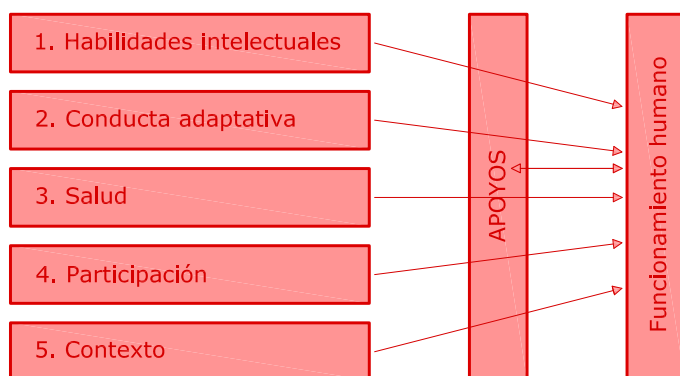 1. Habilidades intelectuales
2. Conducta adaptativa
3. Salud
4. Participación
5. Contexto
APOYOS
Funcionamiento humano